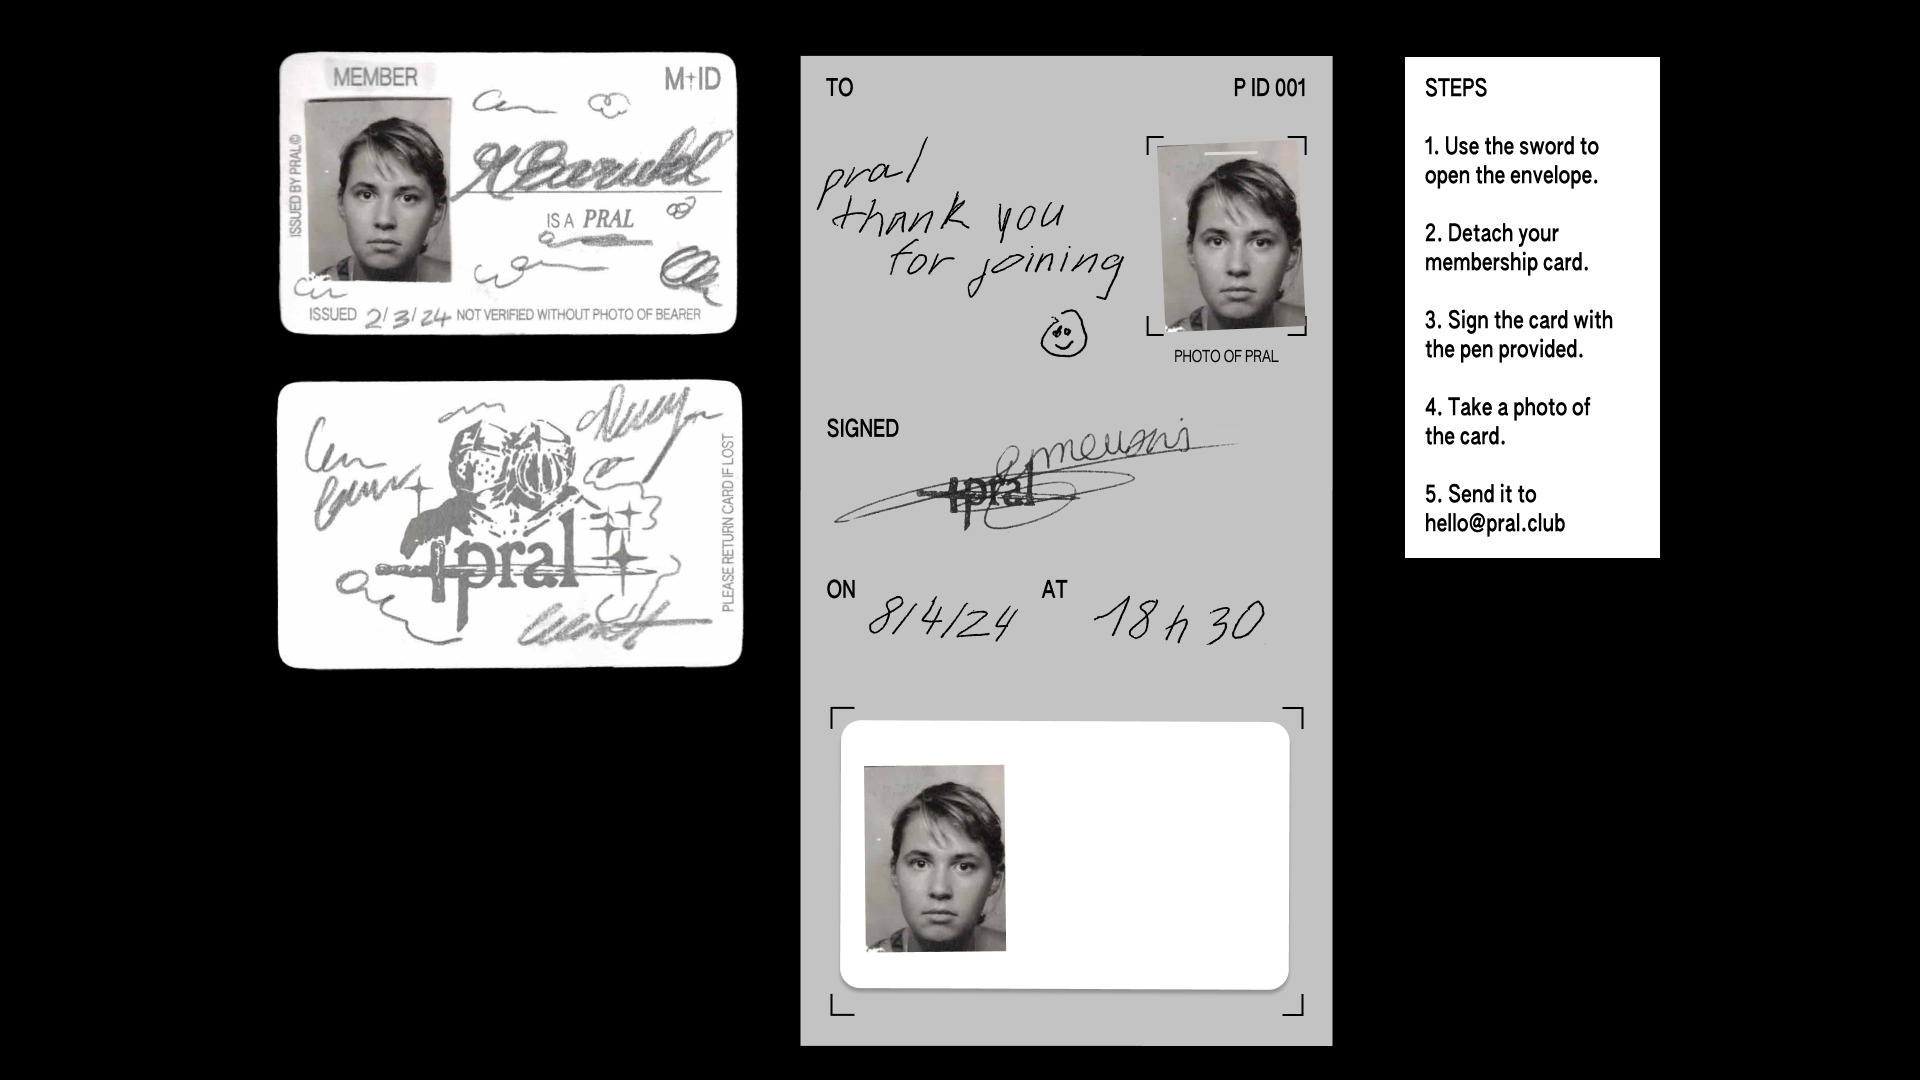 MEMBER
M†ID
ISSUED BY PRAL©
IS A PRAL
ISSUED 2/3/24 NOT VERIFIED WITHOUT PHOTO OF BEARER
pral
PLEASE RETURN CARD IF LOST
TO
P ID 001
pral
thank you
for joining
PHOTO OF PRAL
SIGNED
pral
ON 8/4/24 AT 18h30
STEPS
1. Use the sword to
open the envelope.
2. Detach your
membership card.
3. Sign the card with
the pen provided.
4. Take a photo of
the card.
5. Send it to
hello@pral.club